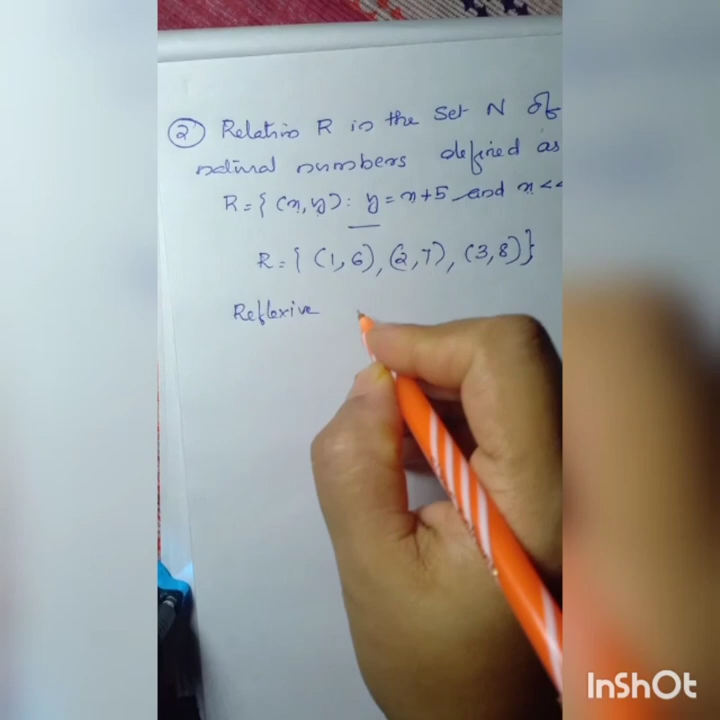 ② Relation R in the set N of
natural numbers defined as
R = { (x, y) : y = x + 5 and x <
R = { (1, 6), (2, 7), (3, 8) }
Reflexive
InShOt